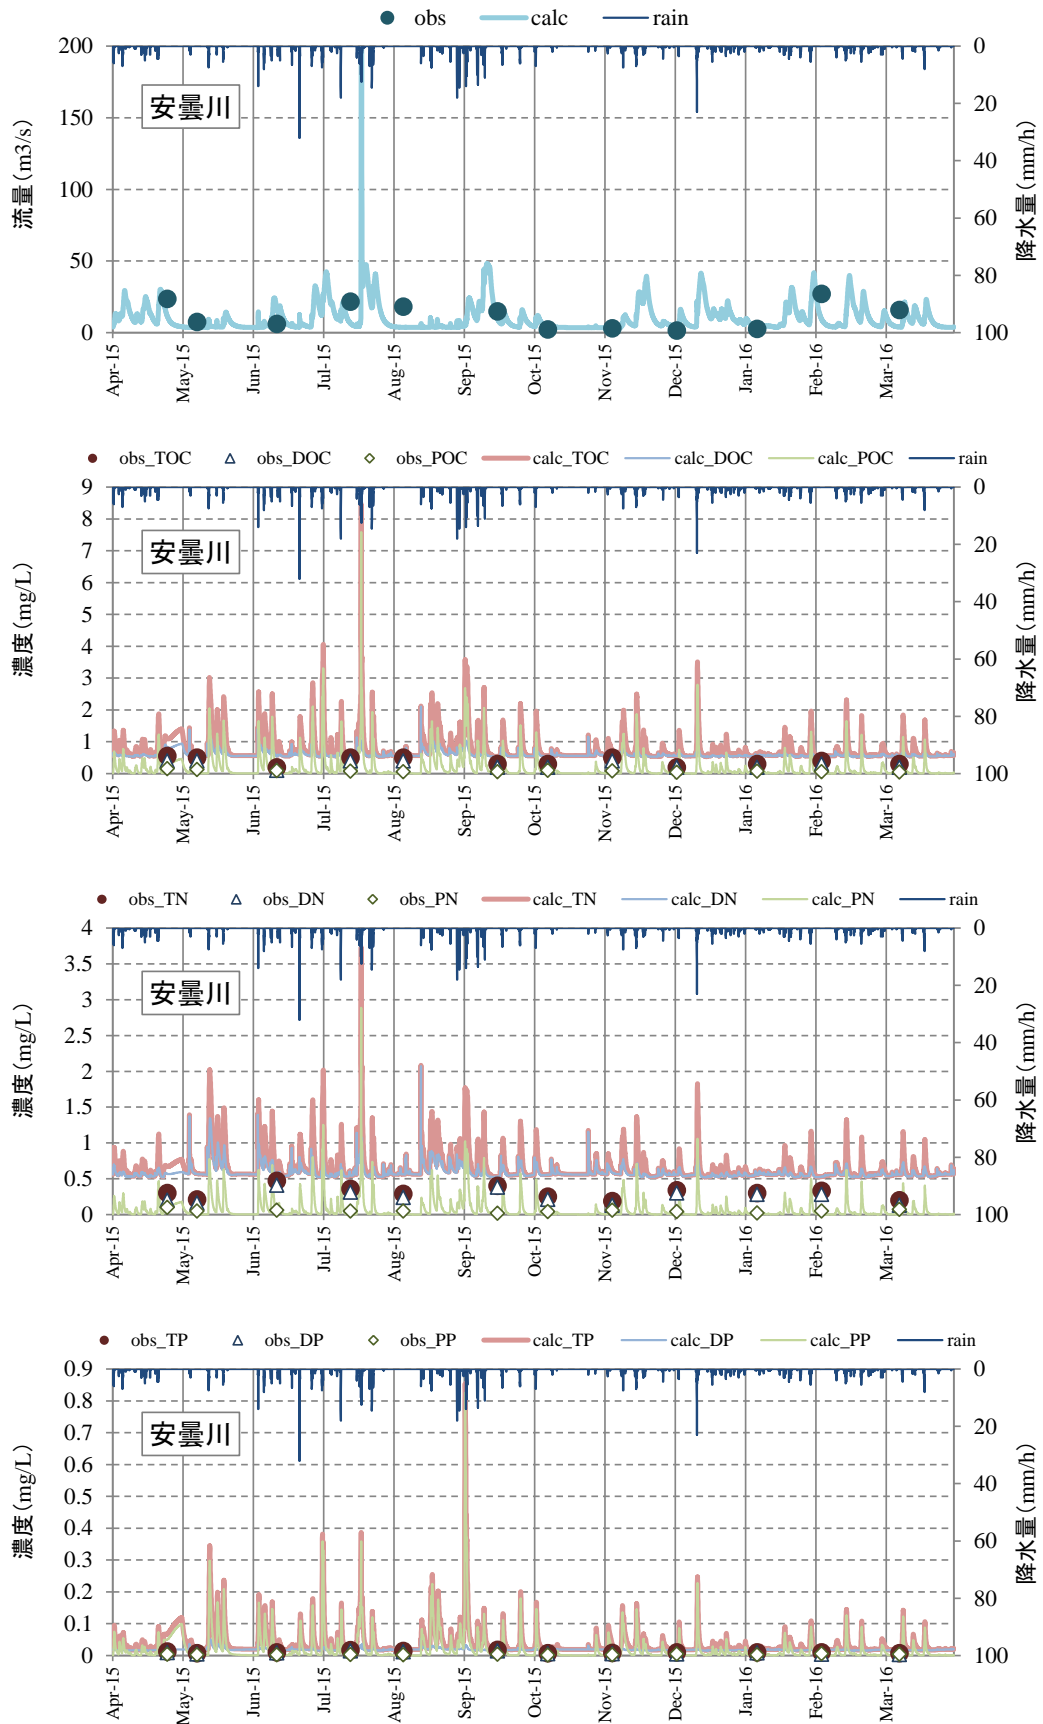 obs calc rain
200 0
150 20
100 40
50 60
0 80
100
安曇川
流量(m3/s)
降水量(mm/h)
Apr-15 May-15 Jun-15 Jul-15 Aug-15 Sep-15 Oct-15 Nov-15 Dec-15 Jan-16 Feb-16 Mar-16
obs_TOC obs_DOC obs_POC calc_TOC calc_DOC calc_POC rain
9 0
8
7 20
6
5 40
4
3 60
2 80
1
0 100
安曇川
濃度(mg/L)
降水量(mm/h)
Apr-15 May-15 Jun-15 Jul-15 Aug-15 Sep-15 Oct-15 Nov-15 Dec-15 Jan-16 Feb-16 Mar-16
obs_TN obs_DN obs_PN calc_TN calc_DN calc_PN rain
4 0
3.5
3 20
2.5 40
2
1.5 60
1 80
0.5
0 100
安曇川
濃度(mg/L)
降水量(mm/h)
Apr-15 May-15 Jun-15 Jul-15 Aug-15 Sep-15 Oct-15 Nov-15 Dec-15 Jan-16 Feb-16 Mar-16
obs_TP obs_DP obs_PP calc_TP calc_DP calc_PP rain
0.9 0
0.8
0.7 20
0.6
0.5 40
0.4
0.3 60
0.2 80
0.1
0 100
安曇川
濃度(mg/L)
降水量(mm/h)
Apr-15 May-15 Jun-15 Jul-15 Aug-15 Sep-15 Oct-15 Nov-15 Dec-15 Jan-16 Feb-16 Mar-16